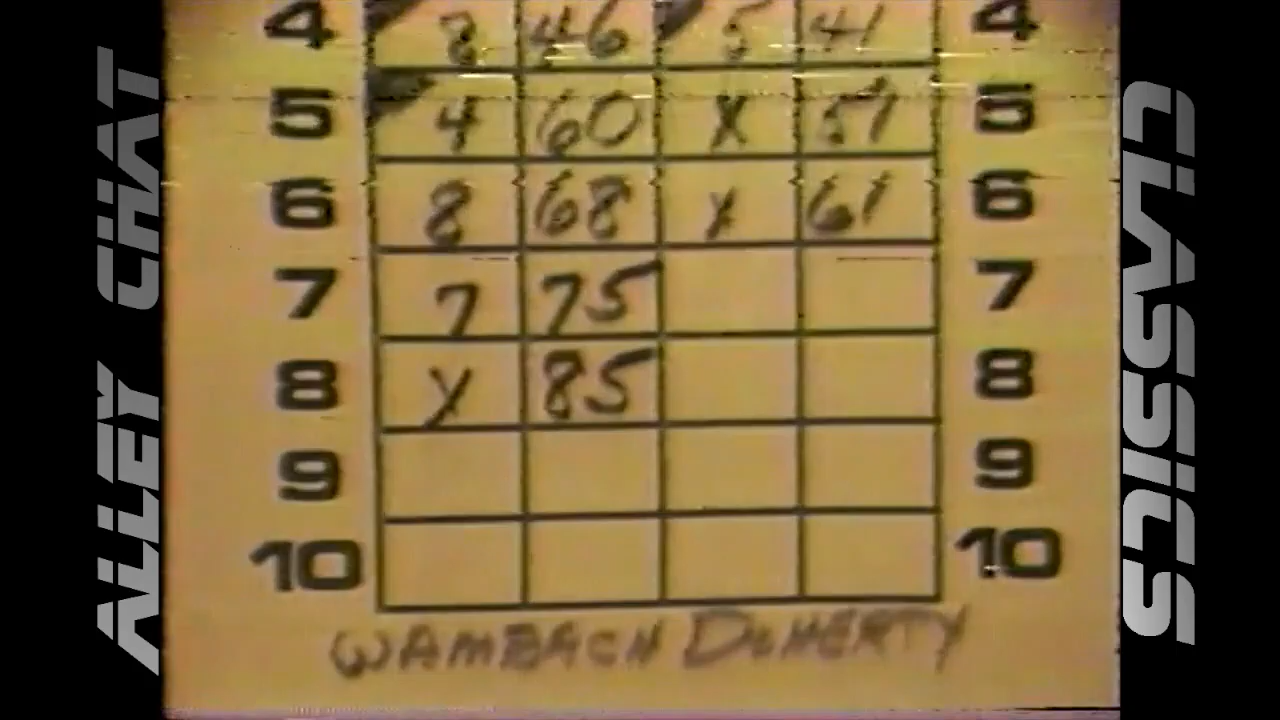 ALLEY CHAT
4 8 46 5 41 4
5 4 60 X 51 5
6 8 68 X 61 6
7 7 75 7
8 X 85 8
9 9
10 10
WAMBACH DOHERTY
CLASSiCS